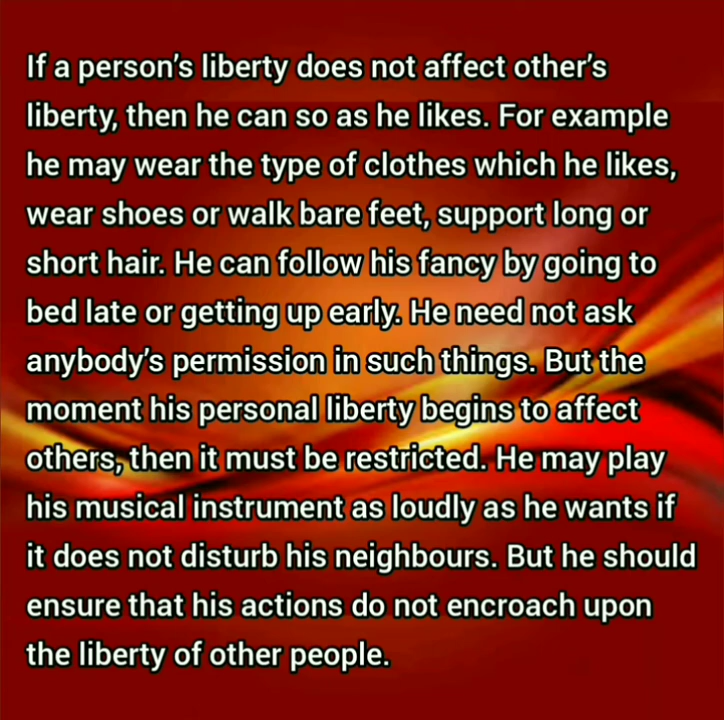 If a person's liberty does not affect other's
liberty, then he can so as he likes. For example
he may wear the type of clothes which he likes,
wear shoes or walk bare feet, support long or
short hair. He can follow his fancy by going to
bed late or getting up early. He need not ask
anybody's permission in such things. But the
moment his personal liberty begins to affect
others, then it must be restricted. He may play
his musical instrument as loudly as he wants if
it does not disturb his neighbours. But he should
ensure that his actions do not encroach upon
the liberty of other people.